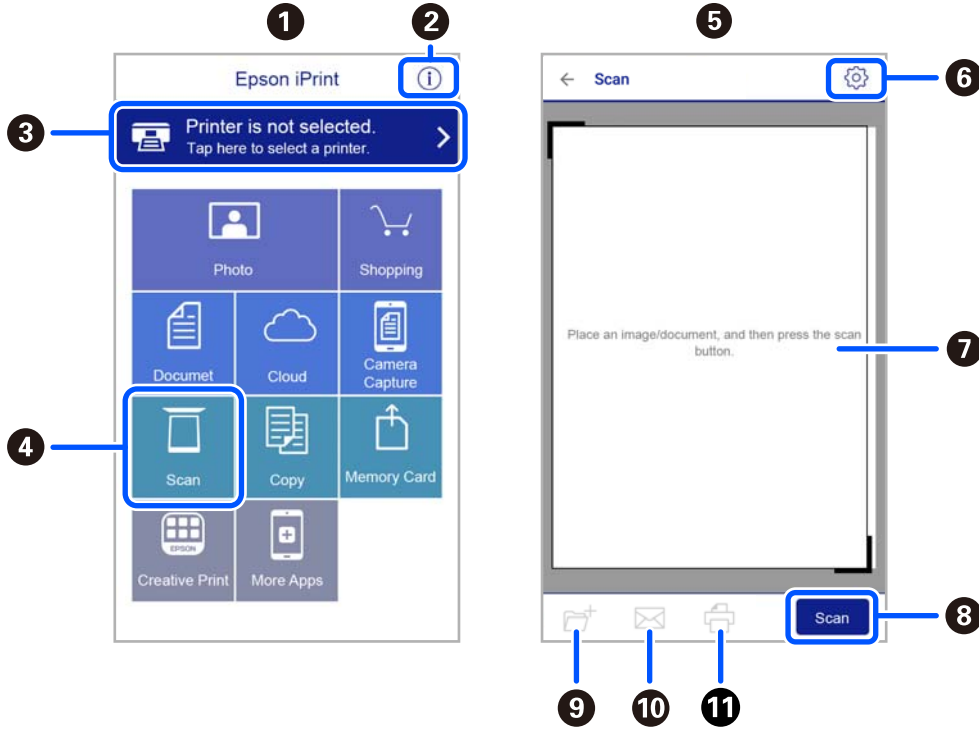 1
2
Epson iPrint
3
Printer is not selected.
Tap here to select a printer.
Photo
Shopping
Documet
Cloud
Camera
Capture
4
Scan
Copy
Memory Card
EPSON
Creative Print
More Apps
5
Scan
6
Place an image/document, and then press the scan
button.
7
Scan
8
9
10
11